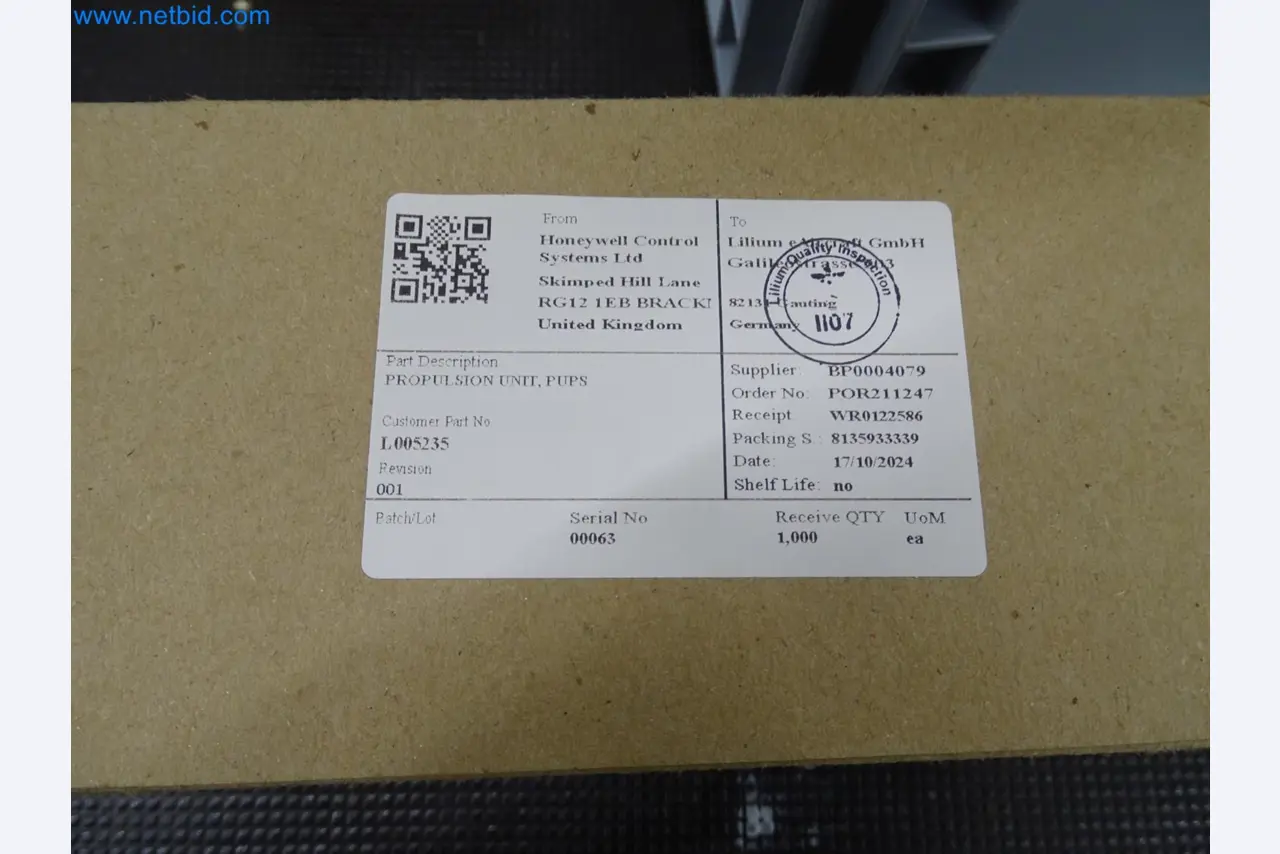 www.netbid.com
From
Honeywell Control
Systems Ltd
Skimped Hill Lane
RG12 1EB BRACKI
United Kingdom
To
Lilium GmbH
Gauting
Germany
Lilium Quality Inspection
1107
Part Description
PROPULSION UNIT, PUPS
Customer Part No
L005235
Revision
001
Supplier: BP0004079
Order No: POR211247
Receipt WR0122586
Packing S.: 8135933339
Date: 17/10/2024
Shelf Life: no
Batch/Lot
Serial No
00063
Receive QTY
1,000
UoM
ea